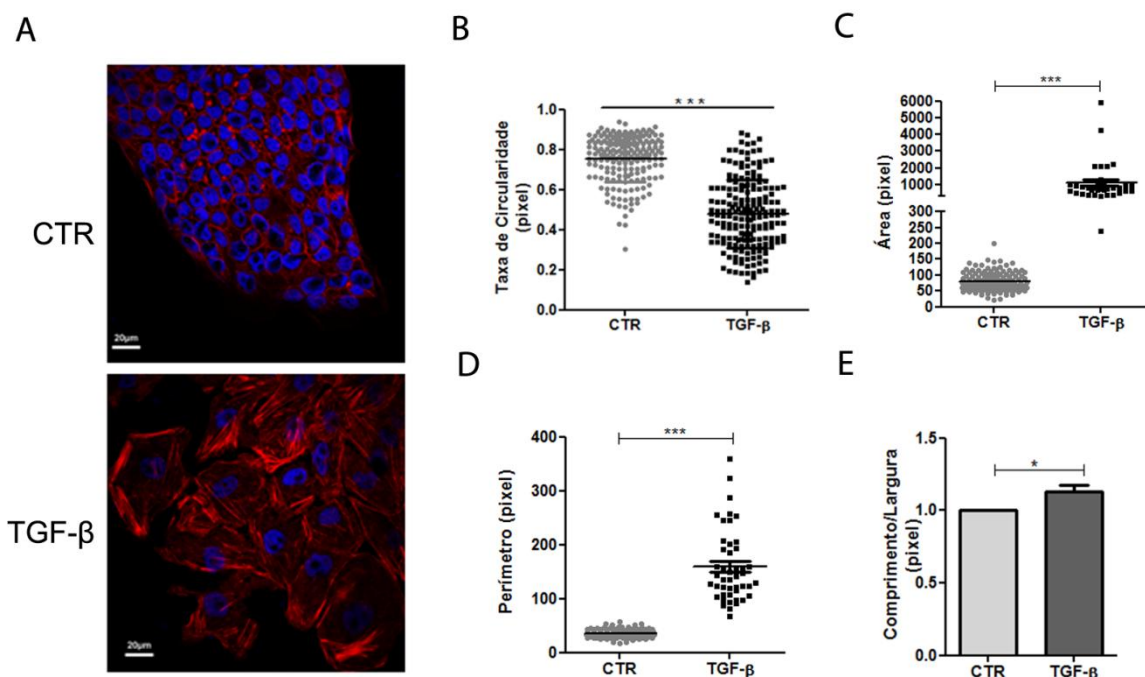 A
CTR
20µm
TGF-β
20µm
B
* * *
Taxa de Circularidade
(pixel)
1.0
0.8
0.6
0.4
0.2
0.0
CTR
TGF-β
C
***
Área (pixel)
6000
5000
4000
3000
2000
1000
300
250
200
150
100
50
0
CTR
TGF-β
D
***
Perímetro (pixel)
400
300
200
100
0
CTR
TGF-β
E
*
Comprimento/Largura
(pixel)
1.5
1.0
0.5
0.0
CTR
TGF-β